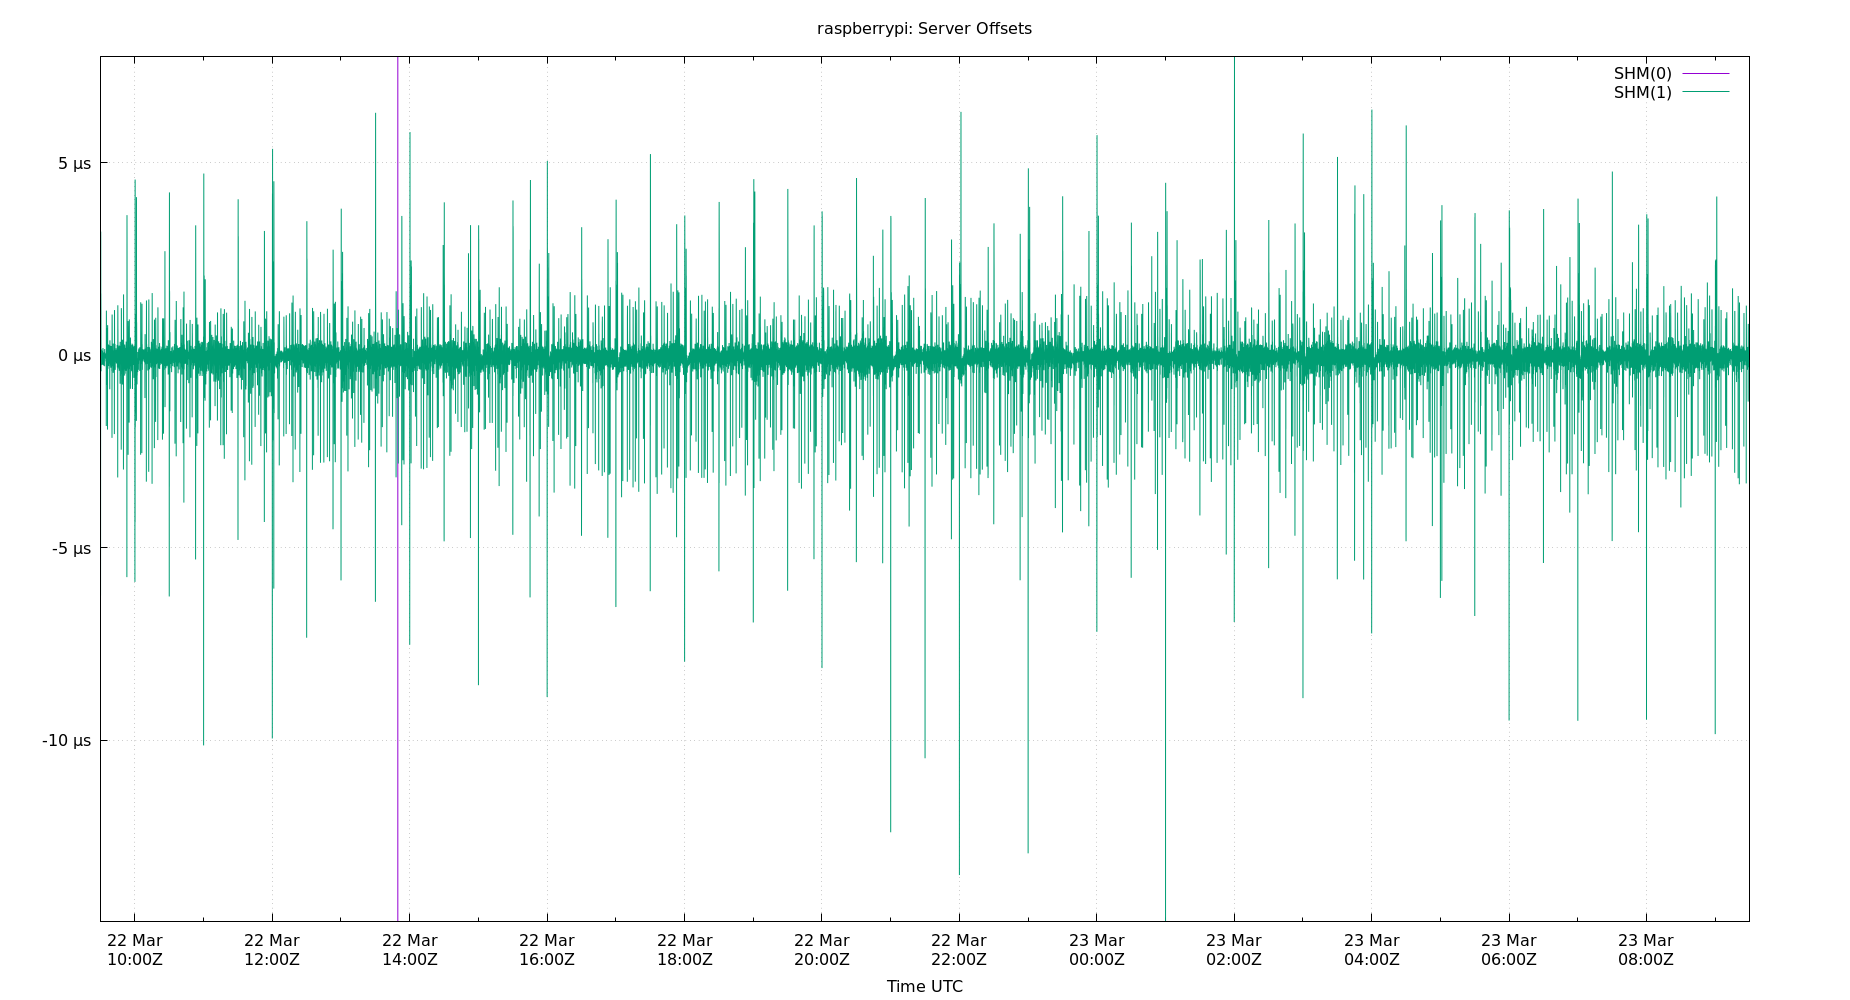 raspberrypi: Server Offsets
SHM(0)
SHM(1)
5 µs
0 µs
-5 µs
-10 µs
22 Mar 22 Mar 22 Mar 22 Mar 22 Mar 22 Mar 22 Mar 23 Mar 23 Mar 23 Mar 23 Mar 23 Mar
10:00Z 12:00Z 14:00Z 16:00Z 18:00Z 20:00Z 22:00Z 00:00Z 02:00Z 04:00Z 06:00Z 08:00Z
Time UTC